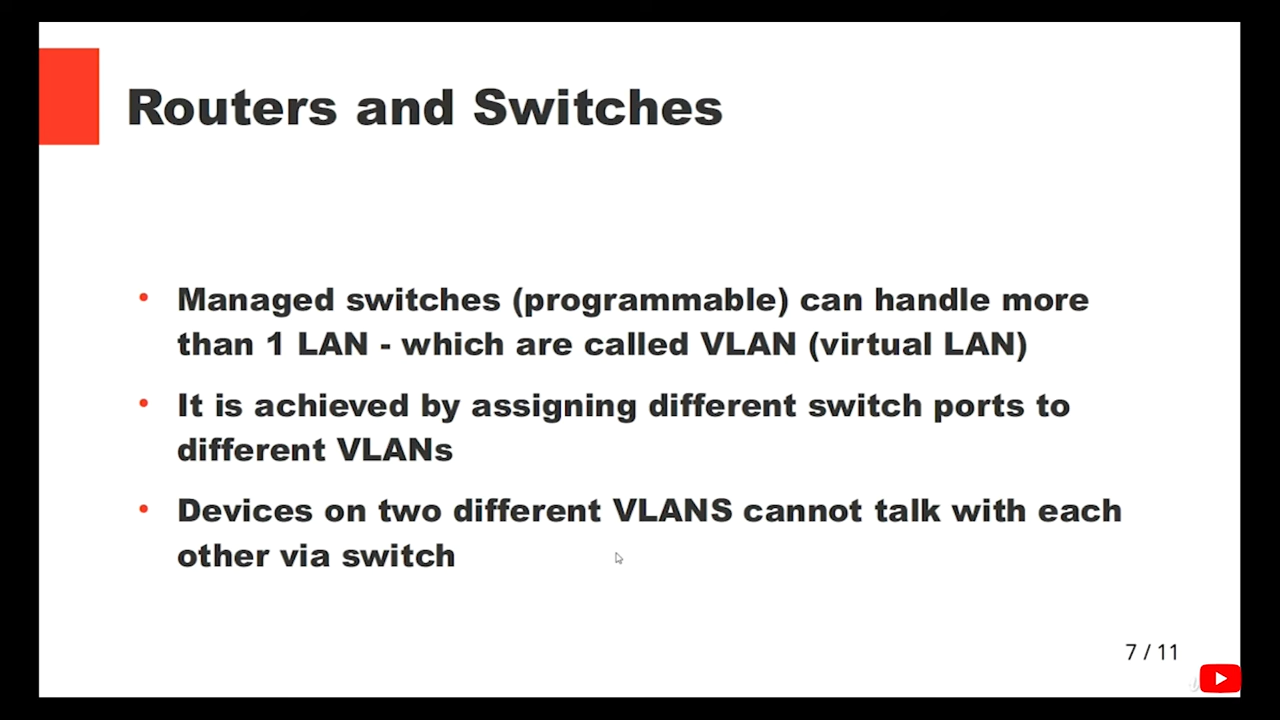 Routers and Switches
• Managed switches (programmable) can handle more
than 1 LAN - which are called VLAN (virtual LAN)
• It is achieved by assigning different switch ports to
different VLANs
• Devices on two different VLANS cannot talk with each
other via switch
7 / 11